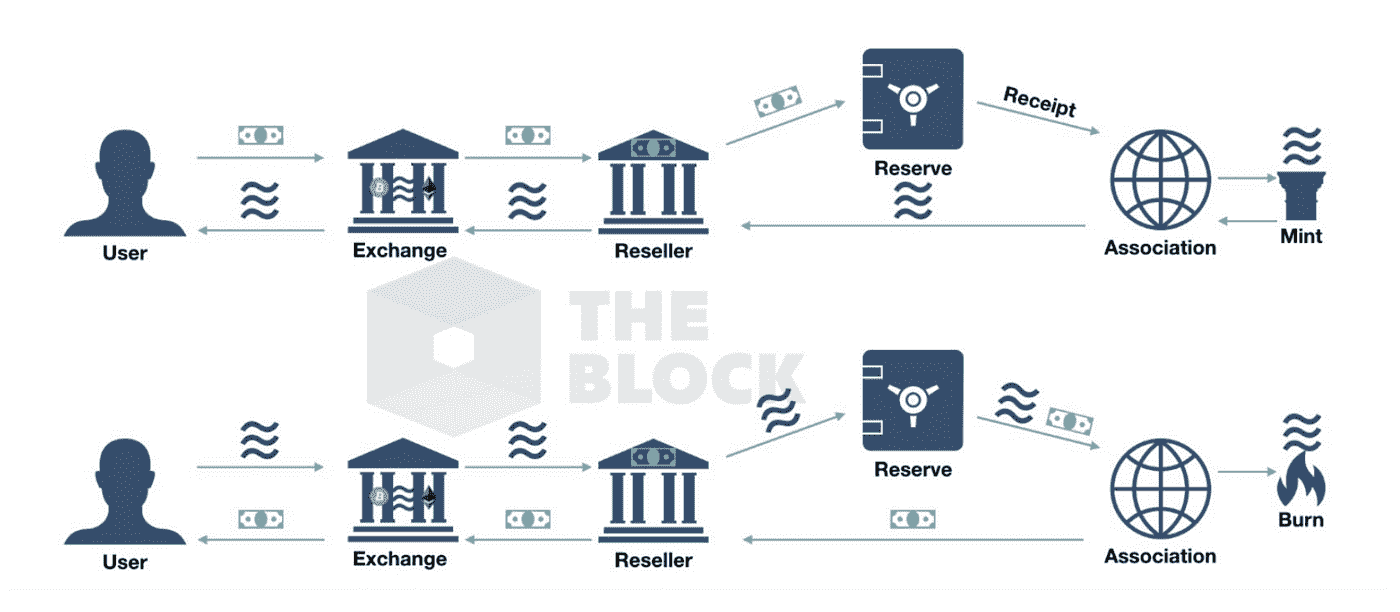 Receipt
Reserve
User
Exchange
Reseller
Association
Mint
THE
BLOCK
Reserve
User
Exchange
Reseller
Association
Burn